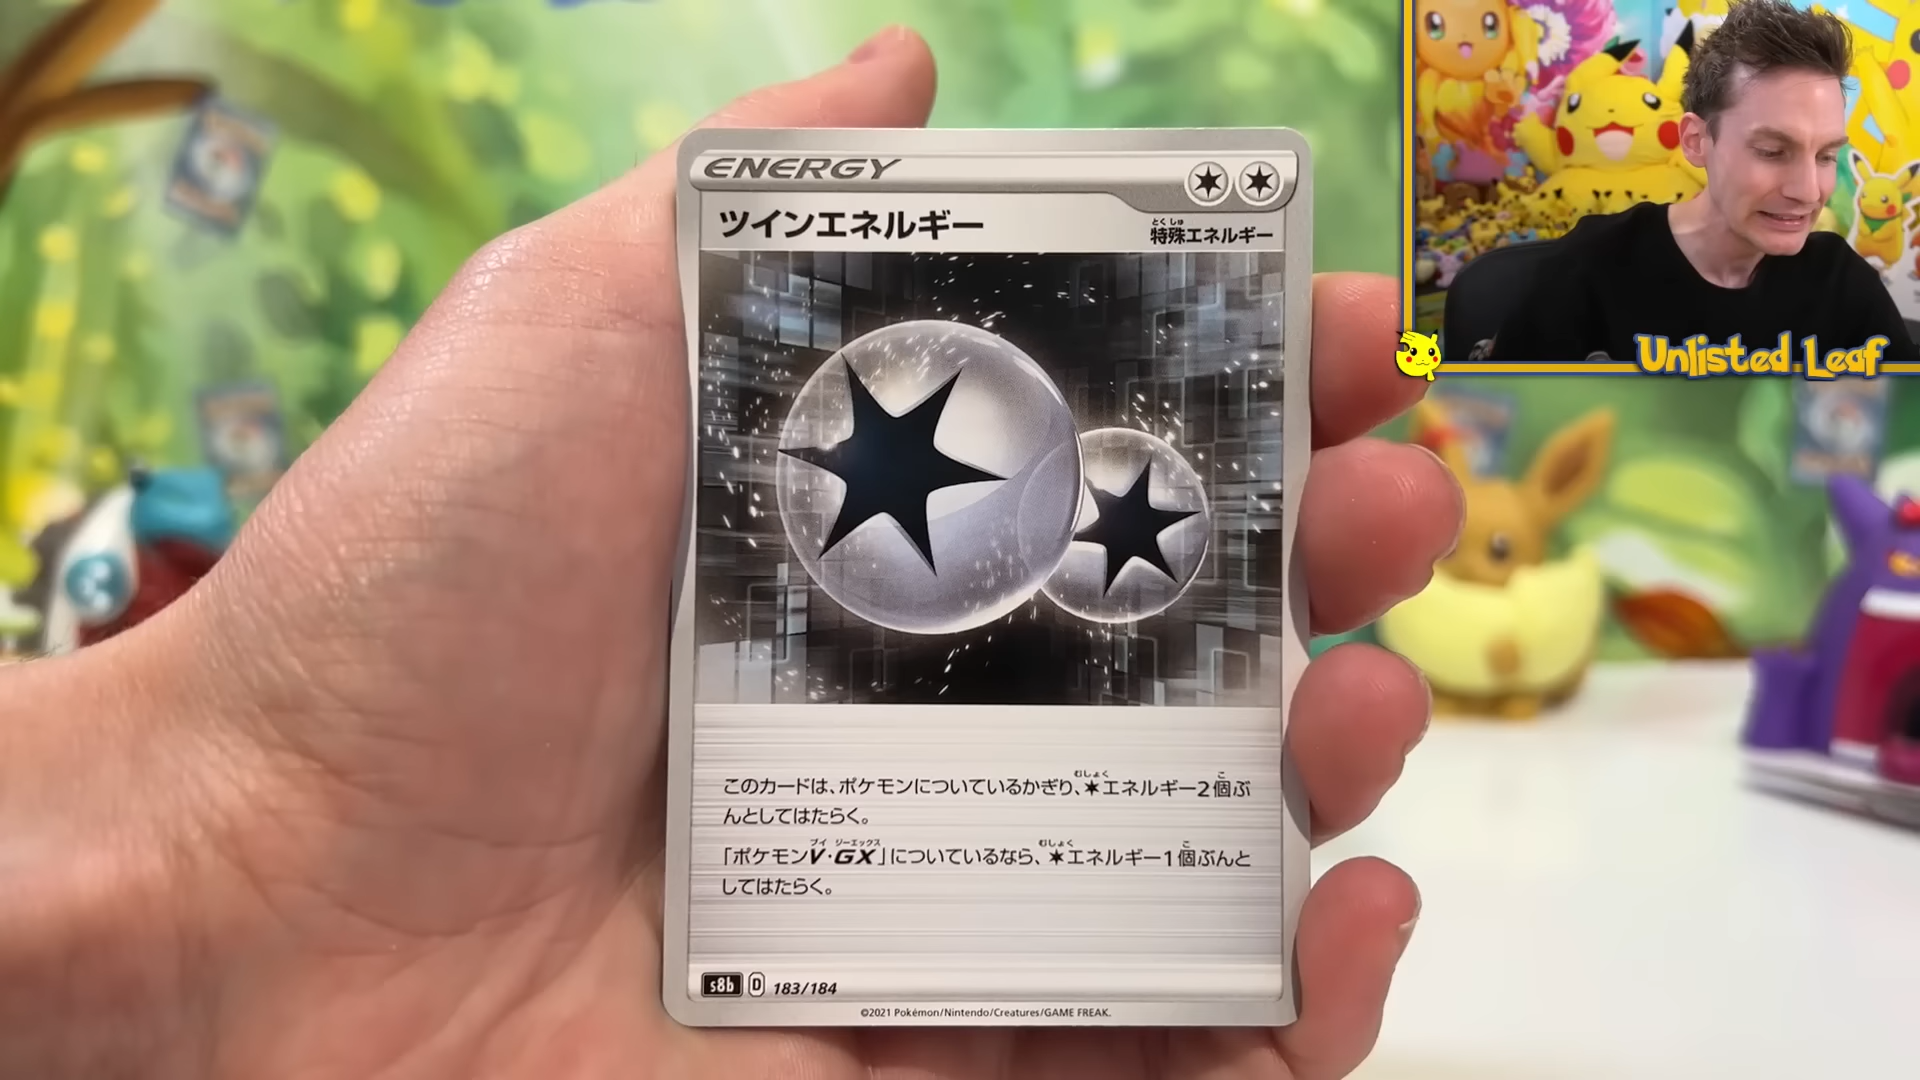 ENERGY
ツインエネルギー
とくしゅ
特殊エネルギー
むしょく こ
このカードは、ポケモンについているかぎり、✶エネルギー2個ぶ
んとしてはたらく。
ブイ ジーエックス むしょく こ
「ポケモンV・GX」についているなら、✶エネルギー1個ぶんと
してはたらく。
s8b D 183/184
©2021 Pokémon/Nintendo/Creatures/GAME FREAK.
Unlisted Leaf